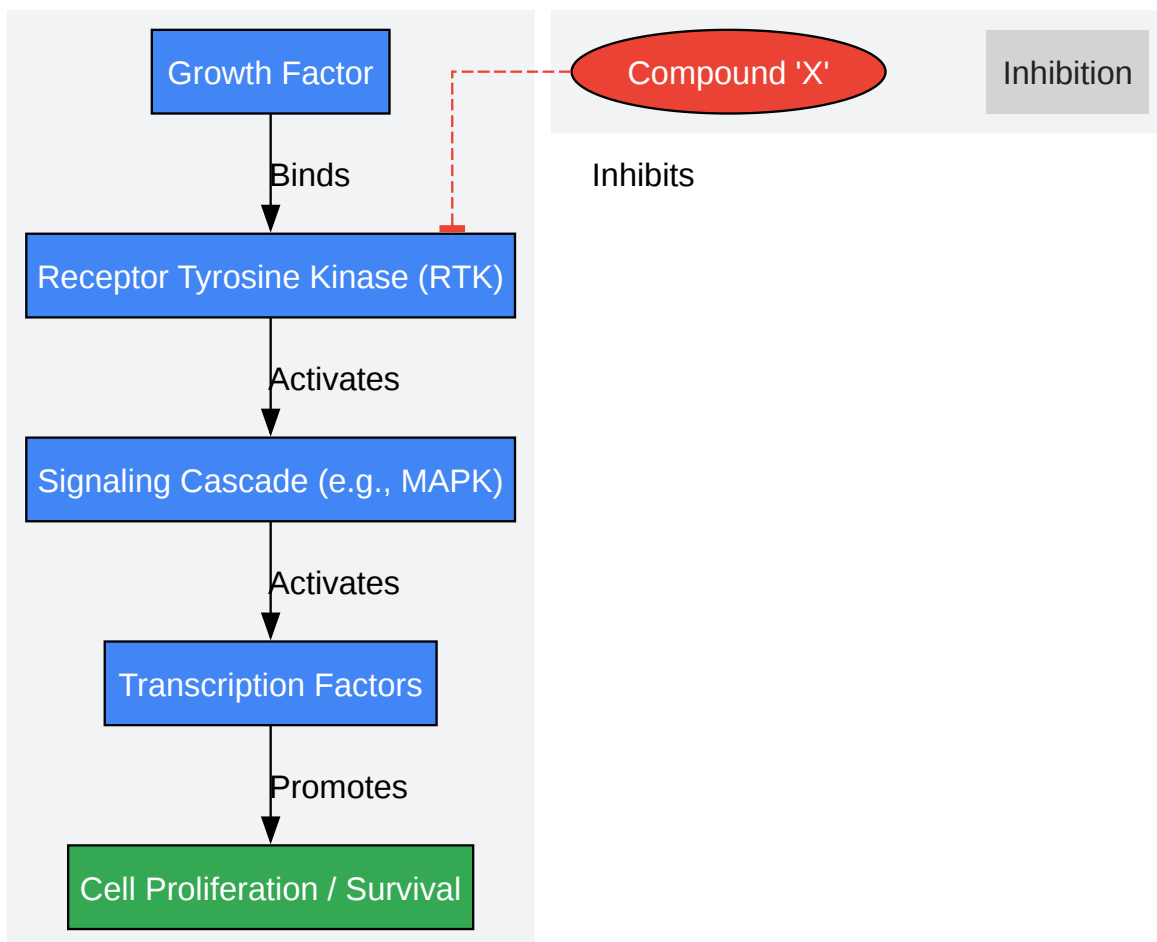 Growth Factor
Compound 'X'
Inhibition
Binds
Inhibits
Receptor Tyrosine Kinase (RTK)
Activates
Signaling Cascade (e.g., MAPK)
Activates
Transcription Factors
Promotes
Cell Proliferation / Survival